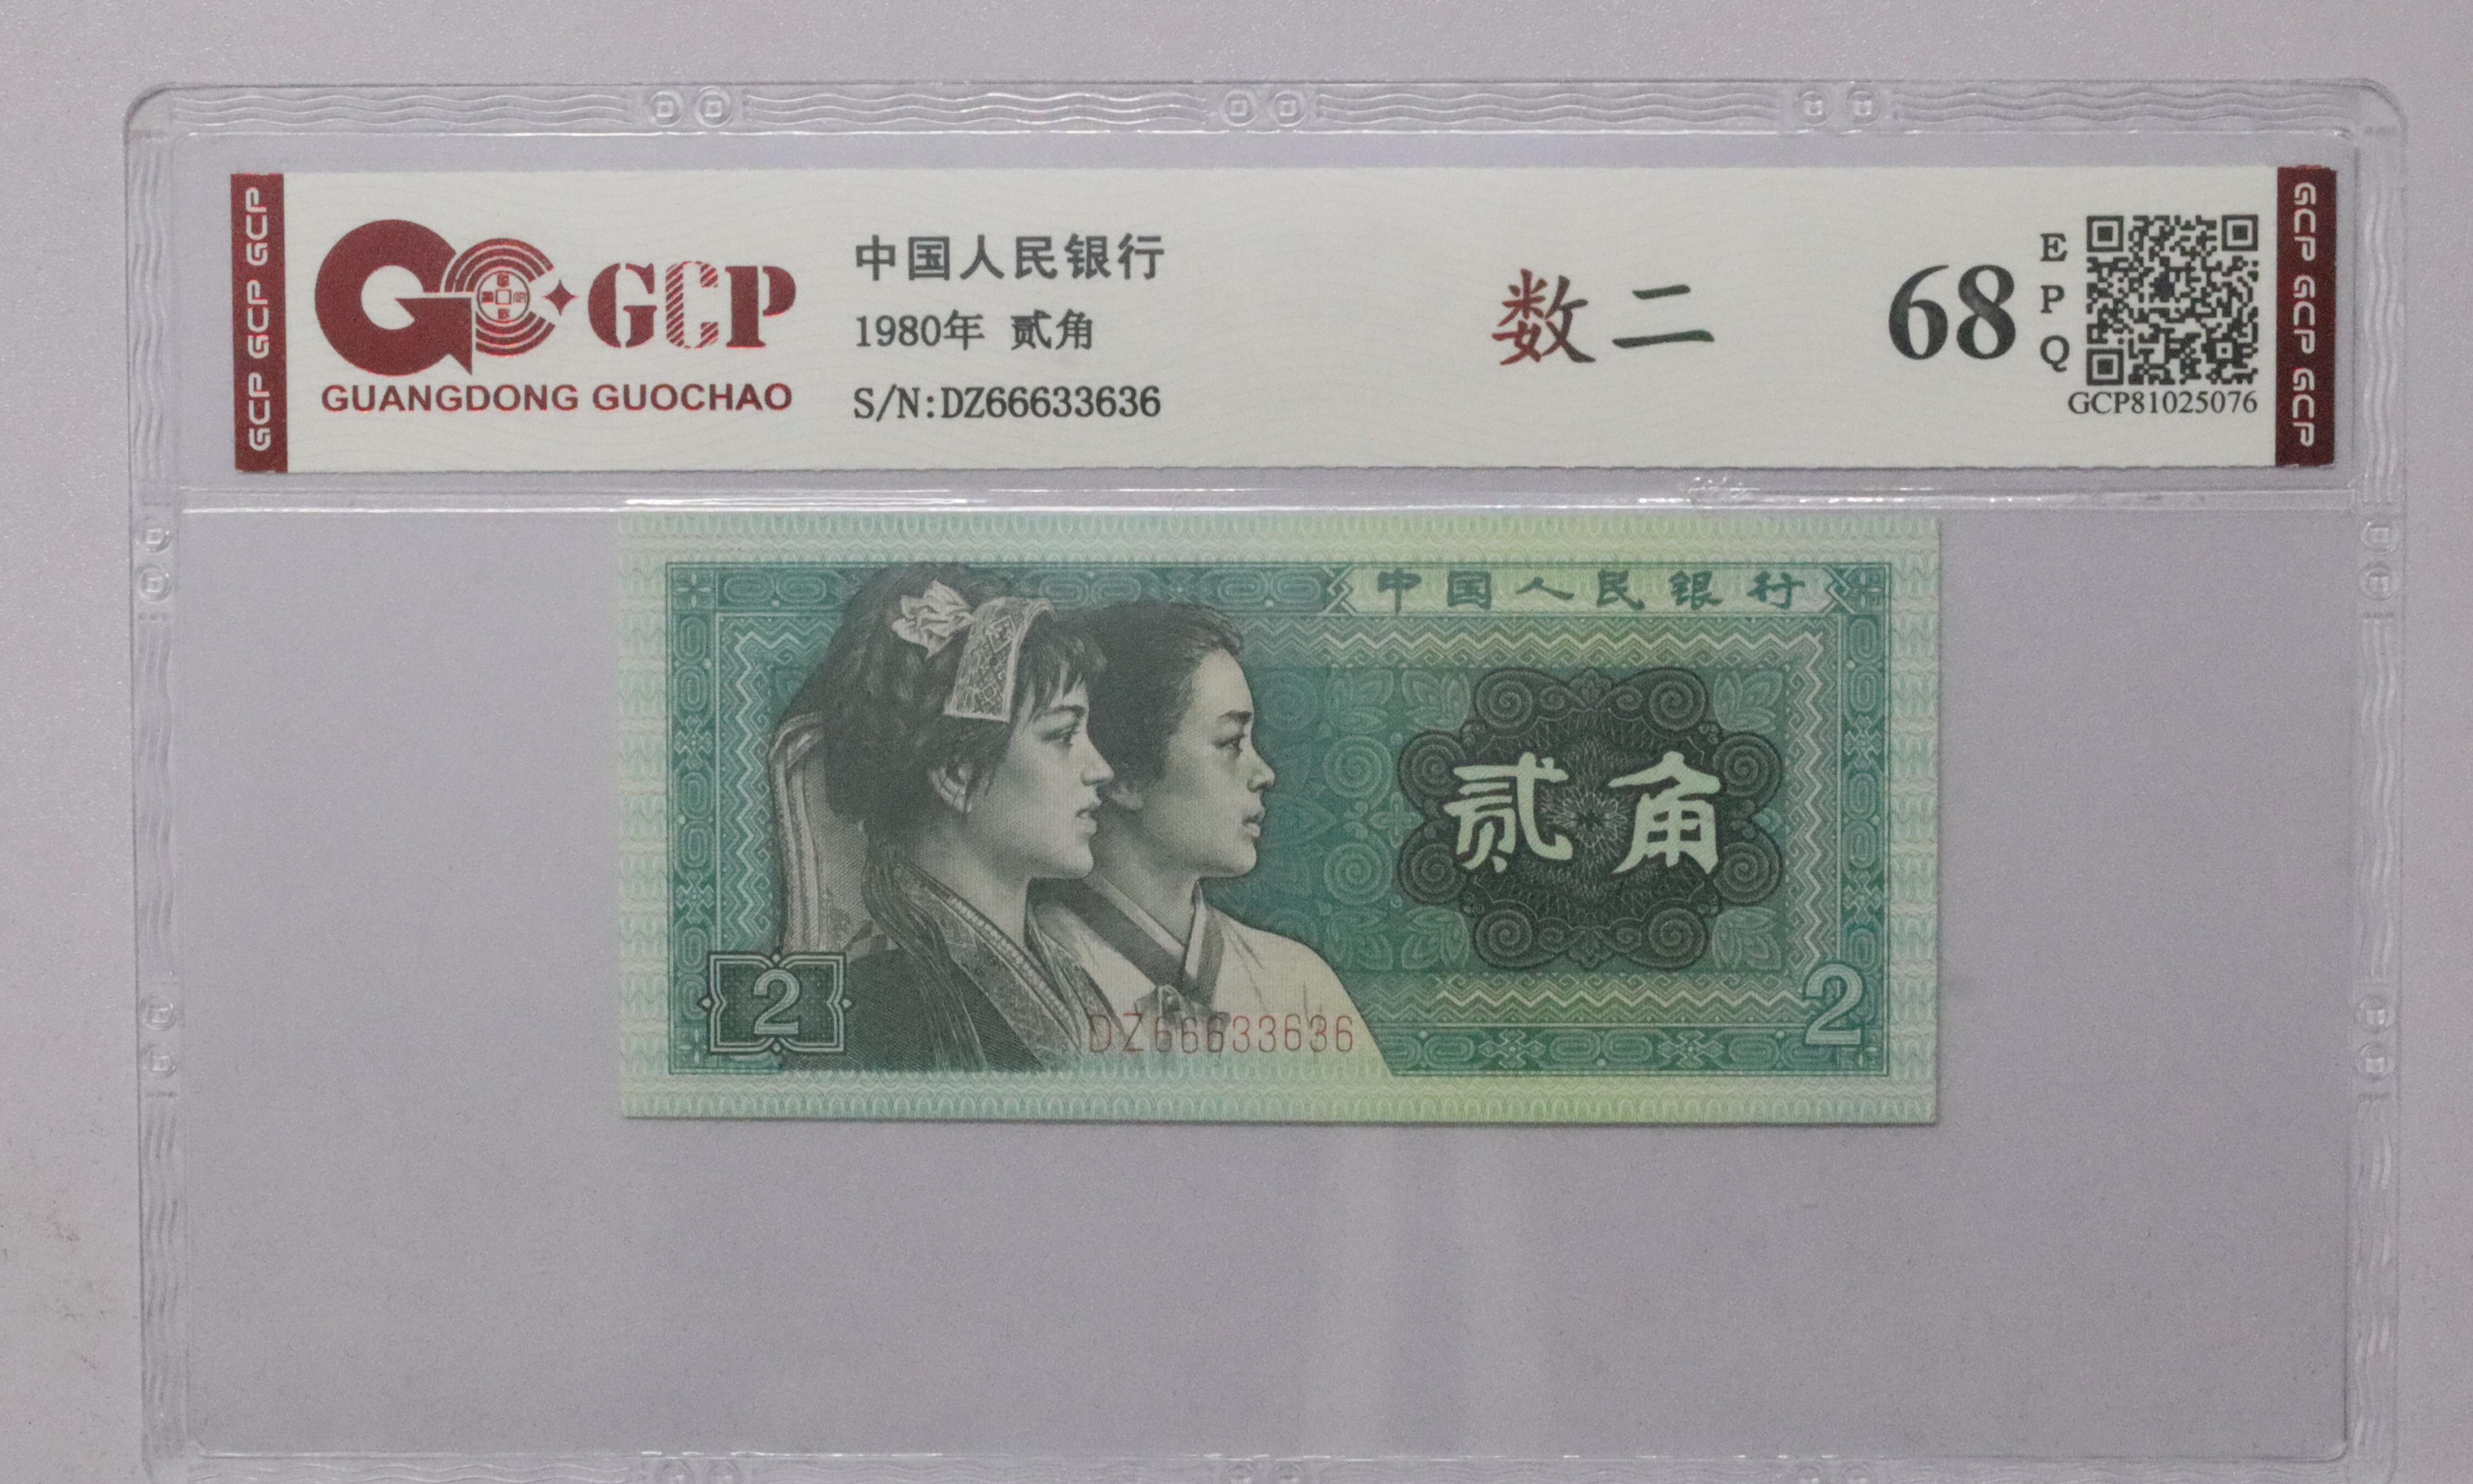 GCP GCP GCP
GCP
GUANGDONG GUOCHAO
中国人民银行
1980年 贰角
S/N:DZ66633636
数二
68
E
P
Q
GCP81025076
GCP GCP GCP
中国人民银行
贰角
2
DZ66633636
2